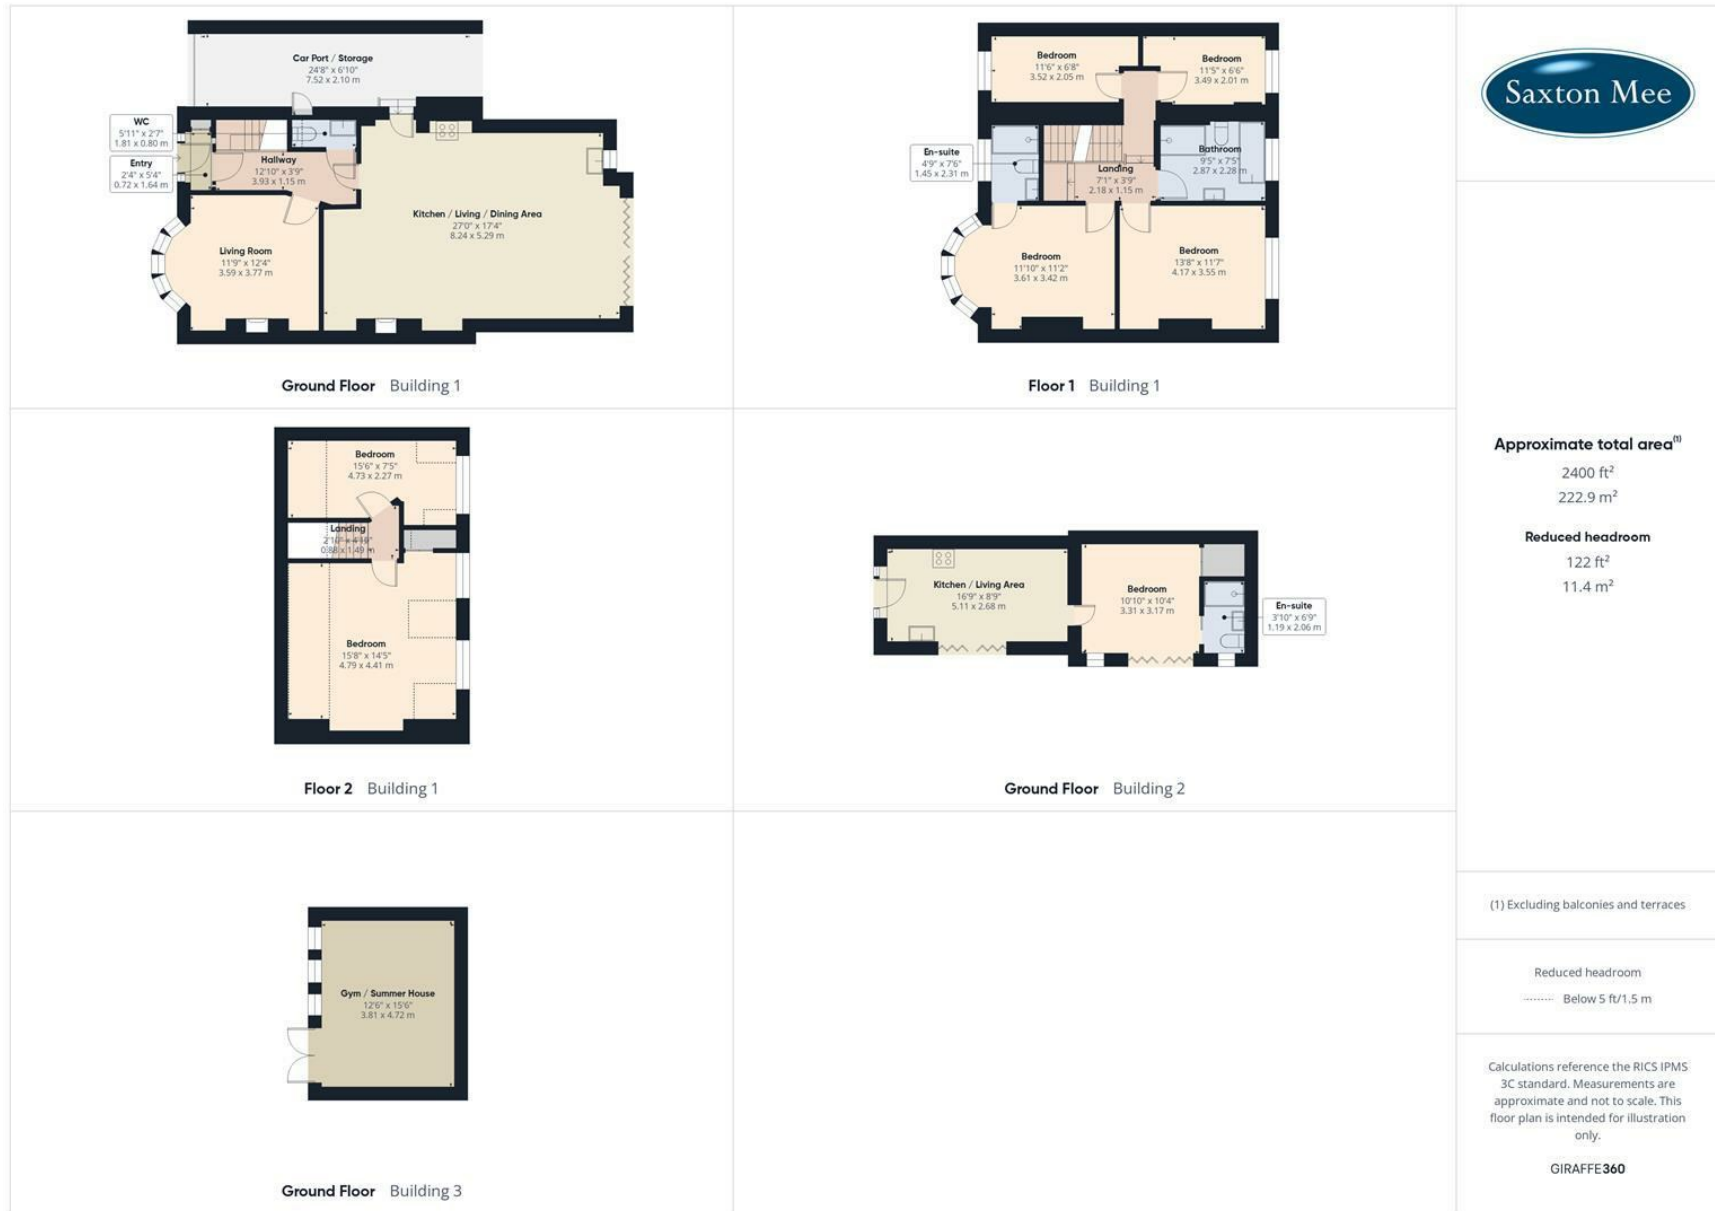 Car Port / Storage
24'8" x 6'10"
7.52 x 2.10 m
WC
5'11" x 2'7"
1.81 x 0.80 m
Entry
2'4" x 5'4"
0.72 x 1.64 m
Hallway
12'10" x 3'9"
3.93 x 1.15 m
Kitchen / Living / Dining Area
27'0" x 17'4"
8.24 x 5.29 m
Living Room
11'9" x 12'4"
3.59 x 3.77 m
Ground Floor Building 1
Bedroom
11'6" x 6'8"
3.52 x 2.05 m
Bedroom
11'5" x 6'6"
3.49 x 2.01 m
En-suite
4'9" x 7'6"
1.45 x 2.31 m
Bathroom
9'5" x 7'5"
2.87 x 2.28 m
Landing
7'1" x 3'9"
2.18 x 1.15 m
Bedroom
11'10" x 11'2"
3.61 x 3.42 m
Bedroom
13'8" x 11'7"
4.17 x 3.55 m
Floor 1 Building 1
Bedroom
15'6" x 7'5"
4.73 x 2.27 m
Landing
2'10" x 4'10"
0.88 x 1.49 m
Bedroom
15'8" x 14'5"
4.79 x 4.41 m
Floor 2 Building 1
Kitchen / Living Area
16'9" x 8'9"
5.11 x 2.68 m
Bedroom
10'10" x 10'4"
3.31 x 3.17 m
En-suite
3'10" x 6'9"
1.19 x 2.06 m
Ground Floor Building 2
Gym / Summer House
12'6" x 15'6"
3.81 x 4.72 m
Ground Floor Building 3
Saxton Mee
Approximate total area(1)
2400 ft²
222.9 m²
Reduced headroom
122 ft²
11.4 m²
(1) Excluding balconies and terraces
Reduced headroom
Below 5 ft/1.5 m
Calculations reference the RICS IPMS
3C standard. Measurements are
approximate and not to scale. This
floor plan is intended for illustration
only.
GIRAFFE360